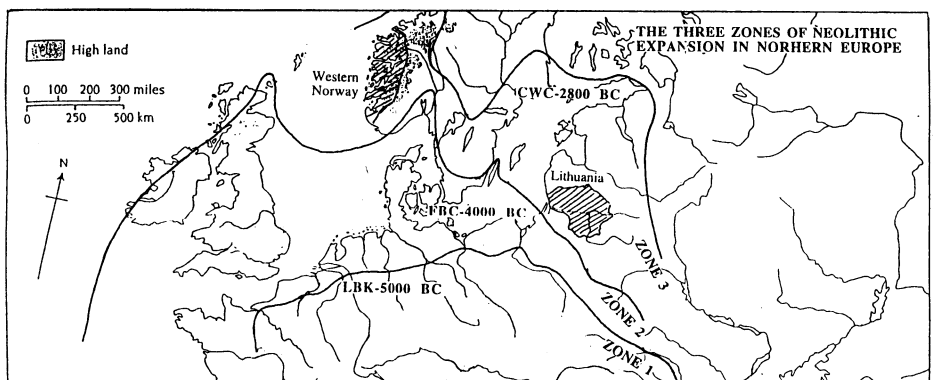 THE THREE ZONES OF NEOLITHIC
EXPANSION IN NORHERN EUROPE
High land
0 100 200 300 miles
0 250 500 km
N
Western
Norway
CWC-2800 BC
Lithuania
FBC-4000 BC
LBK-5000 BC
ZONE 3
ZONE 2
ZONE 1